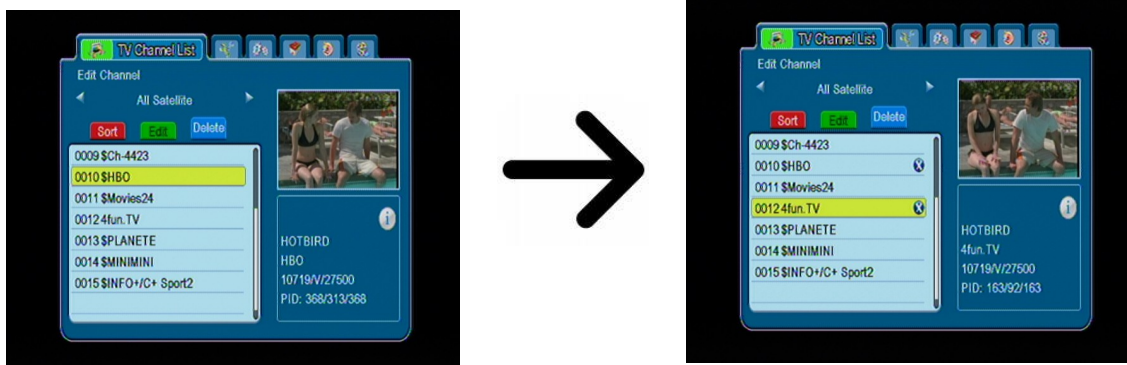 TV Channel List
Edit Channel
All Satellite
Sort Edit Delete
0009 $Ch-4423
0010 $HBO
0011 $Movies24
0012 4fun.TV
0013 $PLANETE
0014 $MINIMINI
0015 $INFO+/C+ Sport2
i
HOTBIRD
HBO
10719/V/27500
PID: 368/313/368
TV Channel List
Edit Channel
All Satellite
Sort Edit Delete
0009 $Ch-4423
0010 $HBO X
0011 $Movies24
0012 4fun.TV X
0013 $PLANETE
0014 $MINIMINI
0015 $INFO+/C+ Sport2
i
HOTBIRD
4fun.TV
10719/V/27500
PID: 163/92/163